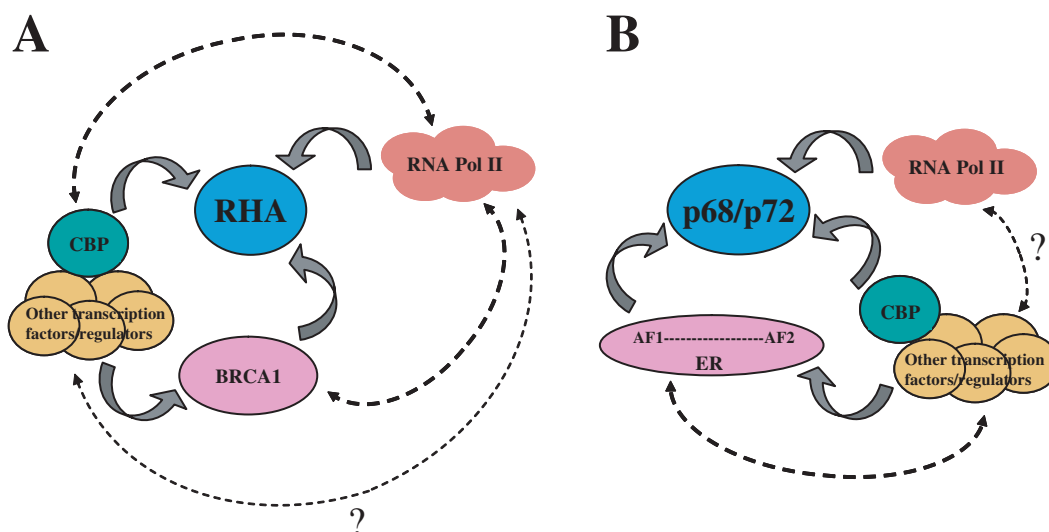 A
RNA Pol II
RHA
CBP
Other transcription
factors/regulators
BRCA1
?
B
RNA Pol II
p68/p72
?
CBP
AF1-------------------AF2
ER
Other transcription
factors/regulators